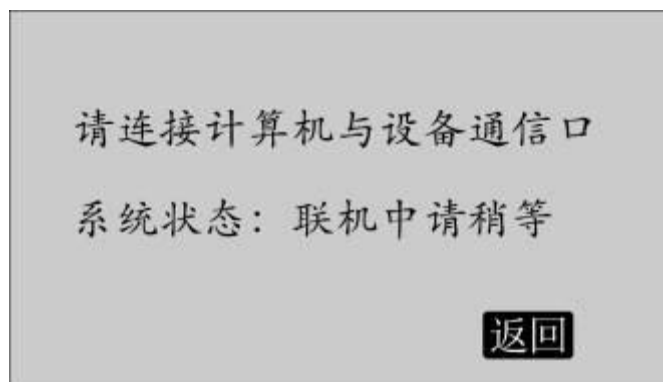 请连接计算机与设备通信口
系统状态：联机中请稍等
返回